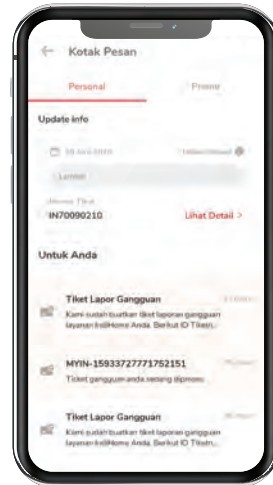 Kotak Pesan
Personal
Promo
Update info
Nomor Tiket
IN70090210
Lihat Detail >
Untuk Anda
Tiket Lapor Gangguan
Kami sudah buatkan tiket laporan gangguan
layanan IndiHome Anda. Berikut ID Tiketn...
MYIN-15933727771752151
Ticket gangguan anda sedang diproses
Tiket Lapor Gangguan
Kami sudah buatkan tiket laporan gangguan
layanan IndiHome Anda. Berikut ID Tiketn...